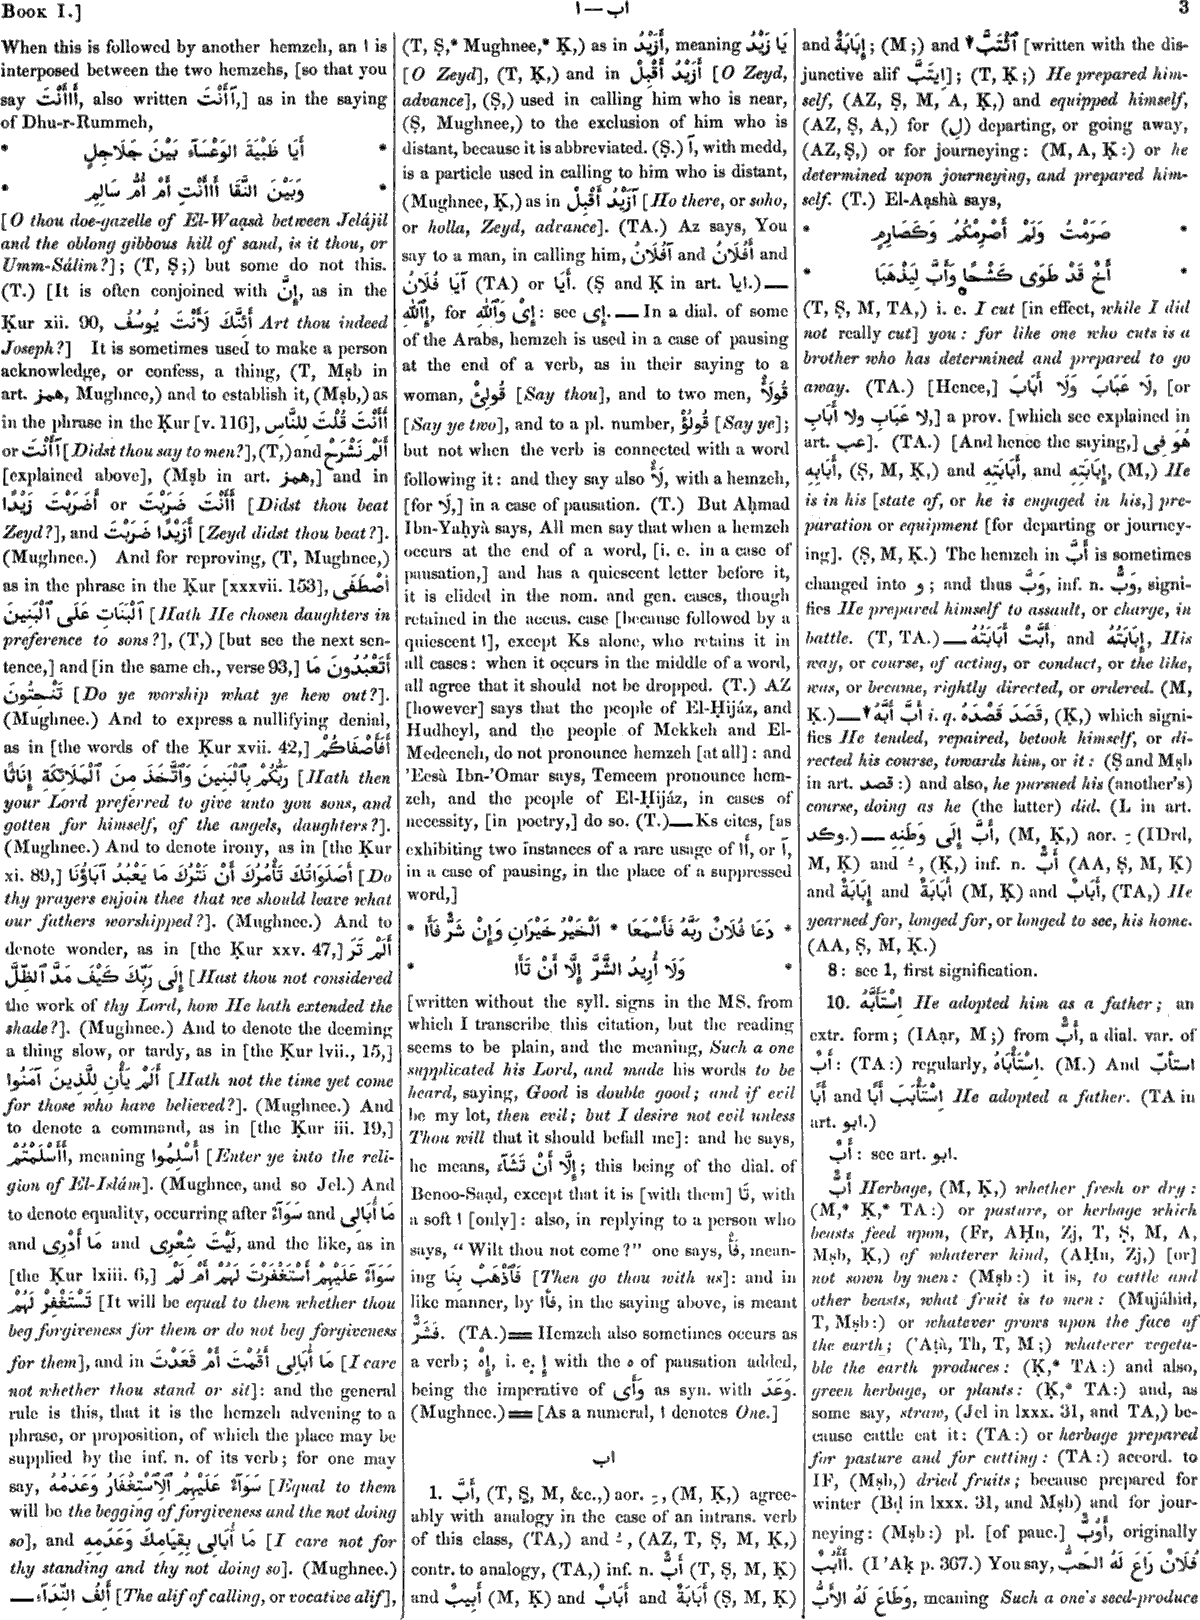 Book I.]
ا — اب
3
When this is followed by another hemzeh, an ا is
interposed between the two hemzehs, [so that you
say أَاأَنْتَ, also written آأَنْتَ,] as in the saying
of Dhu-r-Rummeh,
* أَيَا ظَبْيَةَ الوَعْسَآءِ بَيْنَ جَلَاجِلٍ *
* وَبَيْنَ النَّقَا أَاأَنْتِ أَمْ أُمُّ سَالِمِ *
[O thou doe-gazelle of El-Waạsà between Jelájil
and the oblong gibbous hill of sand, is it thou, or
Umm-Sálim?]; (T, Ṣ;) but some do not this.
(T.) [It is often conjoined with إِنَّ, as in the
Ḳur xii. 90, أَئِنَّكَ لَأَنْتَ يُوسُفُ Art thou indeed
Joseph?] It is sometimes used to make a person
acknowledge, or confess, a thing, (T, Mṣb in
art. همز, Mughnee,) and to establish it, (Mṣb,) as
in the phrase in the Ḳur [v. 116], أَأَنْتَ قُلْتَ لِلنَّاسِ
or آأَنْتَ [Didst thou say to men?], (T,) and أَلَمْ نَشْرَحْ
[explained above], (Mṣb in art. همز,] and in
أَضَرَبْتَ زَيْدًا or أَأَنْتَ ضَرَبْتَ [Didst thou beat
Zeyd?], and أَزَيْدًا ضَرَبْتَ [Zeyd didst thou beat?].
(Mughnee.) And for reproving, (T, Mughnee,)
as in the phrase in the Ḳur [xxxvii. 153], أَصْطَفَى
ٱلْبَنَاتِ عَلَى ٱلْبَنِينَ [Hath He chosen daughters in
preference to sons?], (T,) [but see the next sen-
tence,] and [in the same ch., verse 93,] أَتَعْبُدُونَ مَا
تَنْحِتُونَ [Do ye worship what ye hew out?].
(Mughnee.) And to express a nullifying denial,
as in [the words of the Ḳur xvii. 42,] أَفَأَصْفَاكُمْ
رَبُّكُمْ بِٱلْبَنِينَ وَٱتَّخَذَ مِنَ ٱلْمَلَائِكَةِ إِنَاثًا [Hath then
your Lord preferred to give unto you sons, and
gotten for himself, of the angels, daughters?].
(Mughnee.) And to denote irony, as in [the Ḳur
xi. 89,] أَصَلَوَاتُكَ تَأْمُرُكَ أَنْ نَتْرُكَ مَا يَعْبُدُ آبَاؤُنَا [Do
thy prayers enjoin thee that we should leave what
our fathers worshipped?]. (Mughnee.) And to
denote wonder, as in [the Ḳur xxv. 47,] أَلَمْ تَرَ
إِلَى رَبِّكَ كَيْفَ مَدَّ ٱلظِّلَّ [Hast thou not considered
the work of thy Lord, how He hath extended the
shade?]. (Mughnee.) And to denote the deeming
a thing slow, or tardy, as in [the Ḳur lvii., 15,]
أَلَمْ يَأْنِ لِلَّذِينَ آمَنُوا [Hath not the time yet come
for those who have believed?]. (Mughnee.) And
to denote a command, as in [the Ḳur iii. 19,]
أَأَسْلَمْتُمْ, meaning أَسْلِمُوا [Enter ye into the reli-
gion of El-Islám]. (Mughnee, and so Jel.) And
to denote equality, occurring after سَوَآءٌ and مَا أُبَالِى
and مَا أَدْرِى and لَيْتَ شِعْرِى, and the like, as in
[the Ḳur lxiii. 6,] سَوَآءٌ عَلَيْهِمْ أَسْتَغْفَرْتَ لَهُمْ أَمْ لَمْ
تَسْتَغْفِرْ لَهُمْ [It will be equal to them whether thou
beg forgiveness for them or do not beg forgiveness
for them], and in مَا أُبَالِى أَقُمْتَ أَمْ قَعَدْتَ [I care
not whether thou stand or sit]: and the general
rule is this, that it is the hemzeh advening to a
phrase, or proposition, of which the place may be
supplied by the inf. n. of its verb; for one may
say, سَوَآءٌ عَلَيْهِمُ ٱلِٱسْتِغْفَارُ وَعَدَمُهُ [Equal to them
will be the begging of forgiveness and the not doing
so], and مَا أُبَالِى بِقِيَامِكَ وَعَدَمِهِ [I care not for
thy standing and thy not doing so]. (Mughnee.)
— أَلِفُ النِّدَآءِ [The alif of calling, or vocative alif],
(T, Ṣ,* Mughnee,* Ḳ,) as in أَزَيْدُ, meaning يَا زَيْدُ
[O Zeyd], (T, Ḳ,) and in أَزَيْدُ أَقْبِلْ [O Zeyd,
advance], (Ṣ,) used in calling him who is near,
(Ṣ, Mughnee,) to the exclusion of him who is
distant, because it is abbreviated. (Ṣ.) آ, with medd,
is a particle used in calling to him who is distant,
(Mughnee, Ḳ,) as in آزَيْدُ أَقْبِلْ [Ho there, or soho,
or holla, Zeyd, advance]. (TA.) Az says, You
say to a man, in calling him, آفُلَانُ and أَفُلَانُ and
آيَا فُلَانُ (TA) or أَيَا. (Ṣ and Ḳ in art. ايا.) —
إِاللّٰهِ, for إِىْ وَٱللّٰهِ: see إِى. — In a dial. of some
of the Arabs, hemzeh is used in a case of pausing
at the end of a verb, as in their saying to a
woman, قُولِئْ [Say thou], and to two men, قُولَأْ
[Say ye two], and to a pl. number, قُولُؤْ [Say ye];
but not when the verb is connected with a word
following it: and they say also لَأْ, with a hemzeh,
[for لَا,] in a case of pausation. (T.) But Aḥmad
Ibn-Yaḥyà says, All men say that when a hemzeh
occurs at the end of a word, [i. e. in a case of
pausation,] and has a quiescent letter before it,
it is elided in the nom. and gen. cases, though
retained in the accus. case [because followed by a
quiescent ا], except Ks alone, who retains it in
all cases: when it occurs in the middle of a word,
all agree that it should not be dropped. (T.) AZ
[however] says that the people of El-Ḥijáz, and
Hudheyl, and the people of Mekkeh and El-
Medeeneh, do not pronounce hemzeh [at all]: and
'Eesà Ibn-'Omar says, Temeem pronounce hem-
zeh, and the people of El-Ḥijáz, in cases of
necessity, [in poetry,] do so. (T.) — Ks cites, [as
exhibiting two instances of a rare usage of أَا, or آ,
in a case of pausing, in the place of a suppressed
word,]
* دَعَا فُلَانٌ رَبَّهُ فَأَسْمَعَا * اَلْخَيْرُ خَيْرَانِ وَإِنْ شَرٌّ فَأَا *
* وَلَا أُرِيدُ الشَّرَّ إِلَّا أَنْ تَأَا *
[written without the syll. signs in the MS. from
which I transcribe this citation, but the reading
seems to be plain, and the meaning, Such a one
supplicated his Lord, and made his words to be
heard, saying, Good is double good; and if evil
be my lot, then evil; but I desire not evil unless
Thou will that it should befall me]: and he says,
he means, إِلَّا أَنْ تَشَآءَ; this being of the dial. of
Benoo-Saạd, except that it is [with them] تَا, with
a soft ا [only]: also, in replying to a person who
says, "Wilt thou not come?" one says, فَأْ, mean-
ing فَٱذْهَبْ بِنَا [Then go thou with us]: and in
like manner, by فَأَا, in the saying above, is meant
فَشَرٌّ. (TA.) ═ Hemzeh also sometimes occurs as
a verb; إِهْ, i. e. إِ with the ه of pausation added,
being the imperative of وَأَى as syn. with وَعَدَ.
(Mughnee.) ═ [As a numeral, ا denotes One.]
اب
1. أَبَّ, (T, Ṣ, M, &c.,) aor. ـِ, (M, Ḳ,) agree-
ably with analogy in the case of an intrans. verb
of this class, (TA,) and ـُ, (AZ, T, Ṣ, M, Ḳ,)
contr. to analogy, (TA,) inf. n. أَبٌّ (T, Ṣ, M, Ḳ)
and أَبِيبٌ (M, Ḳ) and أَبَابٌ and أَبَابَةٌ (Ṣ, M, Ḳ)
and إِبَابَةٌ; (M;) and ♦ ٱئْتَبَّ [written with the dis-
junctive alif اِيتَبَّ]; (T, Ḳ;) He prepared him-
self, (AZ, Ṣ, M, A, Ḳ,) and equipped himself,
(AZ, Ṣ, A,) for (لِ) departing, or going away,
(AZ, Ṣ,) or for journeying: (M, A, Ḳ:) or he
determined upon journeying, and prepared him-
self. (T.) El-Aạshà says,
* صَرَمْتُ وَلَمْ أَصْرِمْكُمُ وَكَصَارِمٍ *
* أَخٌ قَدْ طَوَى كَشْحًا وَأَبَّ لِيَذْهَبَا *
(T, Ṣ, M, TA,) i. e. I cut [in effect, while I did
not really cut] you: for like one who cuts is a
brother who has determined and prepared to go
away. (TA.) [Hence,] لَا عَبَابَ وَلَا أَبَابَ, [or
لا عَبَابِ ولا أَبَابِ,] a prov. [which see explained in
art. عب]. (TA.) [And hence the saying,] هُوَ فِى
أَبَابِهِ, (Ṣ, M, Ḳ,) and أَبَابَتِهِ, and إِبَابَتِهِ, (M,) He
is in his [state of, or he is engaged in his,] pre-
paration or equipment [for departing or journey-
ing]. (Ṣ, M, Ḳ.) The hemzeh in أَبَّ is sometimes
changed into و; and thus وَبَّ, inf. n. وَبٌّ, signi-
fies He prepared himself to assault, or charge, in
battle. (T, TA.) — أَبَّتْ أَبَابَتُهُ, and إِبَابَتُهُ, His
way, or course, of acting, or conduct, or the like,
was, or became, rightly directed, or ordered. (M,
Ḳ.) — ♦ أَبَّ أَبَّهُ i. q. قَصَدَ قَصْدَهُ, (Ḳ,) which signi-
fies He tended, repaired, betook himself, or di-
rected his course, towards him, or it: (Ṣ and Mṣb
in art. قصد:) and also, he pursued his (another's)
course, doing as he (the latter) did. (L in art.
وكد.) — أَبَّ إِلَى وَطَنِهِ, (M, Ḳ,) aor. ـِ (IDrd,
M, Ḳ) and ـُ, (Ḳ,) inf. n. أَبٌّ (AA, Ṣ, M, Ḳ)
and إِبَابَةٌ and أَبَابَةٌ (M, Ḳ) and أَبَابٌ, (TA,) He
yearned for, longed for, or longed to see, his home.
(AA, Ṣ, M, Ḳ.)
8: see 1, first signification.
10. اِسْتَأَبَّهُ He adopted him as a father; an
extr. form; (IAạr, M;) from أَبٌّ, a dial. var. of
أَبٌ: (TA:) regularly, اِسْتَأْبَاهُ. (M.) And استأبّ
أَبًّا and اِسْتَأْبَبَ أَبًّا He adopted a father. (TA in
art. ابو.)
أَبٌ: see art. ابو.
أَبٌّ Herbage, (M, Ḳ,) whether fresh or dry:
(M,* Ḳ,* TA:) or pasture, or herbage which
beasts feed upon, (Fr, AḤn, Zj, T, Ṣ, M, A,
Mṣb, Ḳ,) of whatever kind, (AḤn, Zj,) [or]
not sown by men: (Mṣb:) it is, to cattle and
other beasts, what fruit is to men: (Mujáhid,
T, Mṣb:) or whatever grows upon the face of
the earth; ('Aṭà, Th, T, M;) whatever vegeta-
ble the earth produces: (Ḳ,* TA:) and also,
green herbage, or plants: (Ḳ,* TA:) and, as
some say, straw, (Jel in lxxx. 31, and TA,) be-
cause cattle eat it: (TA:) or herbage prepared
for pasture and for cutting: (TA:) accord. to
IF, (Mṣb,) dried fruits; because prepared for
winter (Bḍ in lxxx. 31, and Mṣb) and for jour-
neying: (Mṣb:) pl. [of pauc.] أَوُبٌّ, originally
أَأْبُبٌ. (I'Aḳ p. 367.) You say, فُلَانٌ رَاعَ لَهُ الحَبُّ
وَطَاعَ لَهُ الأَبُّ, meaning Such a one's seed-produce